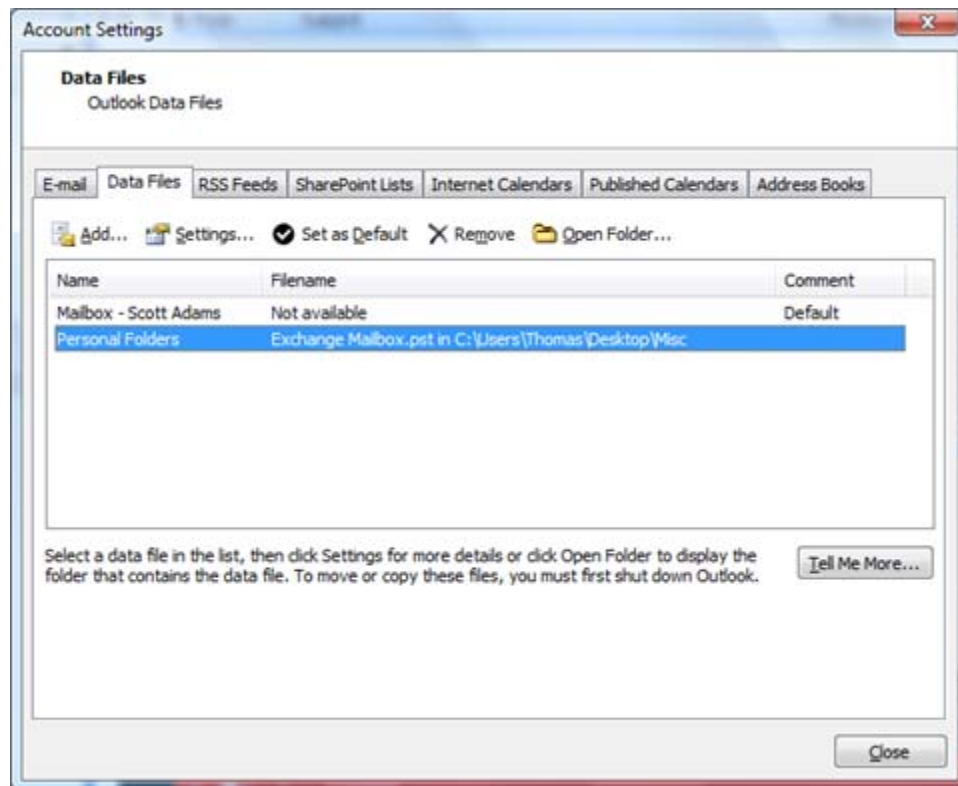 Account Settings
Data Files
Outlook Data Files
E-mail Data Files RSS Feeds SharePoint Lists Internet Calendars Published Calendars Address Books
Add... Settings... Set as Default Remove Open Folder...
Name Filename Comment
Mailbox - Scott Adams Not available Default
Personal Folders Exchange Mailbox.pst in C:\Users\Thomas\Desktop\Misc
Select a data file in the list, then click Settings for more details or click Open Folder to display the
folder that contains the data file. To move or copy these files, you must first shut down Outlook.
Tell Me More...
Close